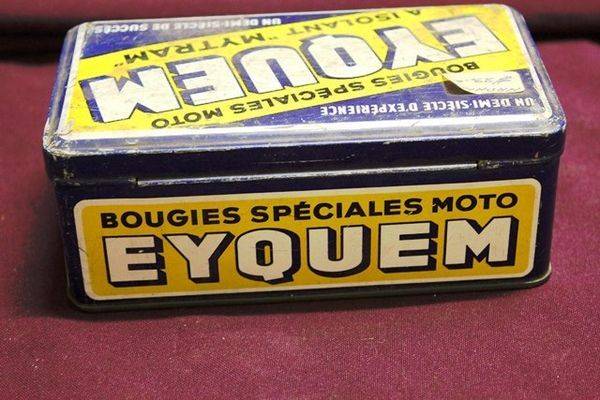 UN DEMI-SIÈCLE D'EXPÉRIENCE
BOUGIES SPÉCIALES MOTO
EYQUEM
A ISOLANT "MYTRAM"
UN DEMI-SIÈCLE DE SUCCÈS
BOUGIES SPÉCIALES MOTO
EYQUEM